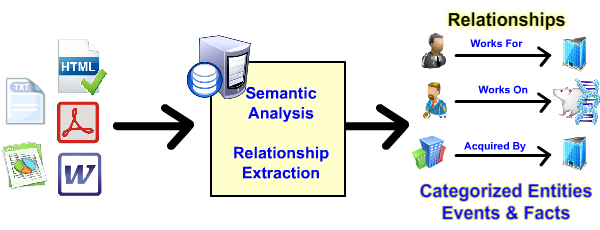 TXT
HTML
W
Semantic
Analysis
Relationship
Extraction
Relationships
Works For
Works On
Acquired By
Categorized Entities
Events & Facts